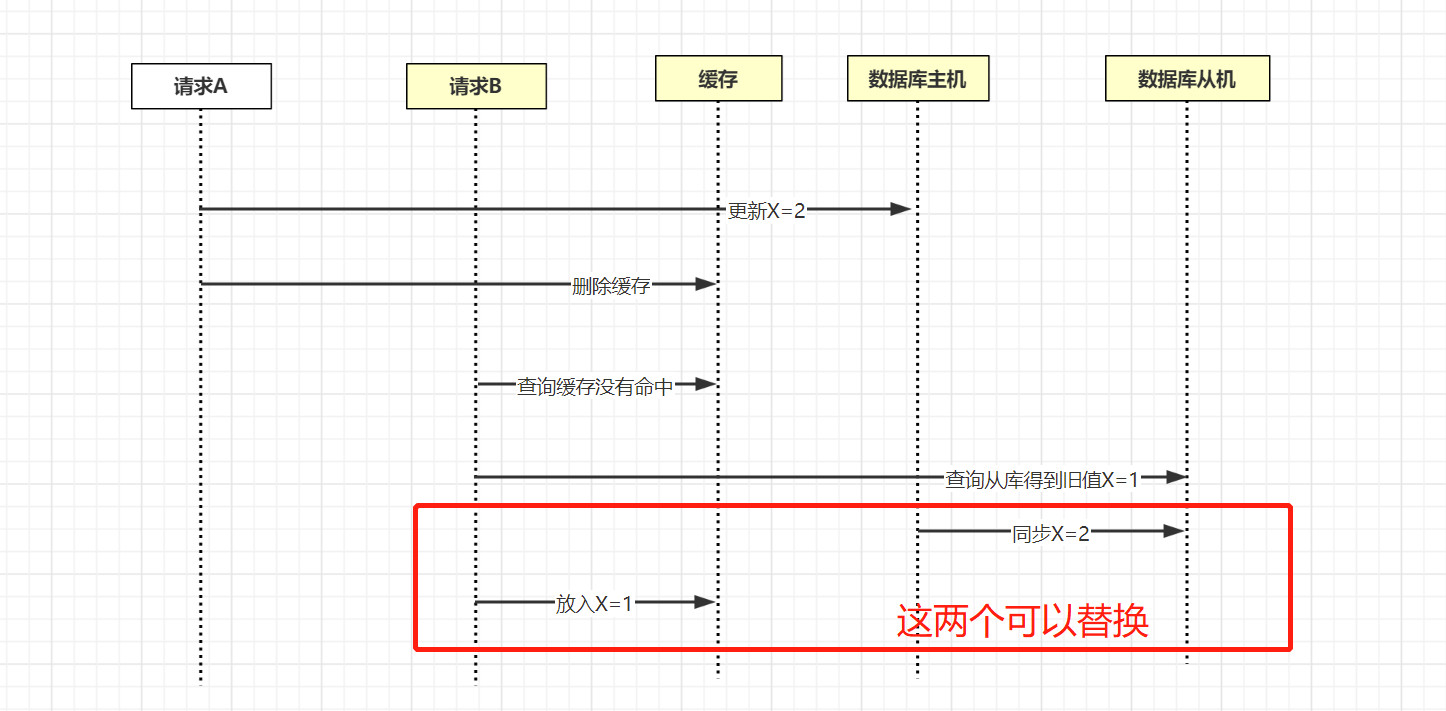 请求A
请求B
缓存
数据库主机
数据库从机
更新X=2
删除缓存
查询缓存没有命中
查询从库得到旧值X=1
同步X=2
放入X=1
这两个可以替换